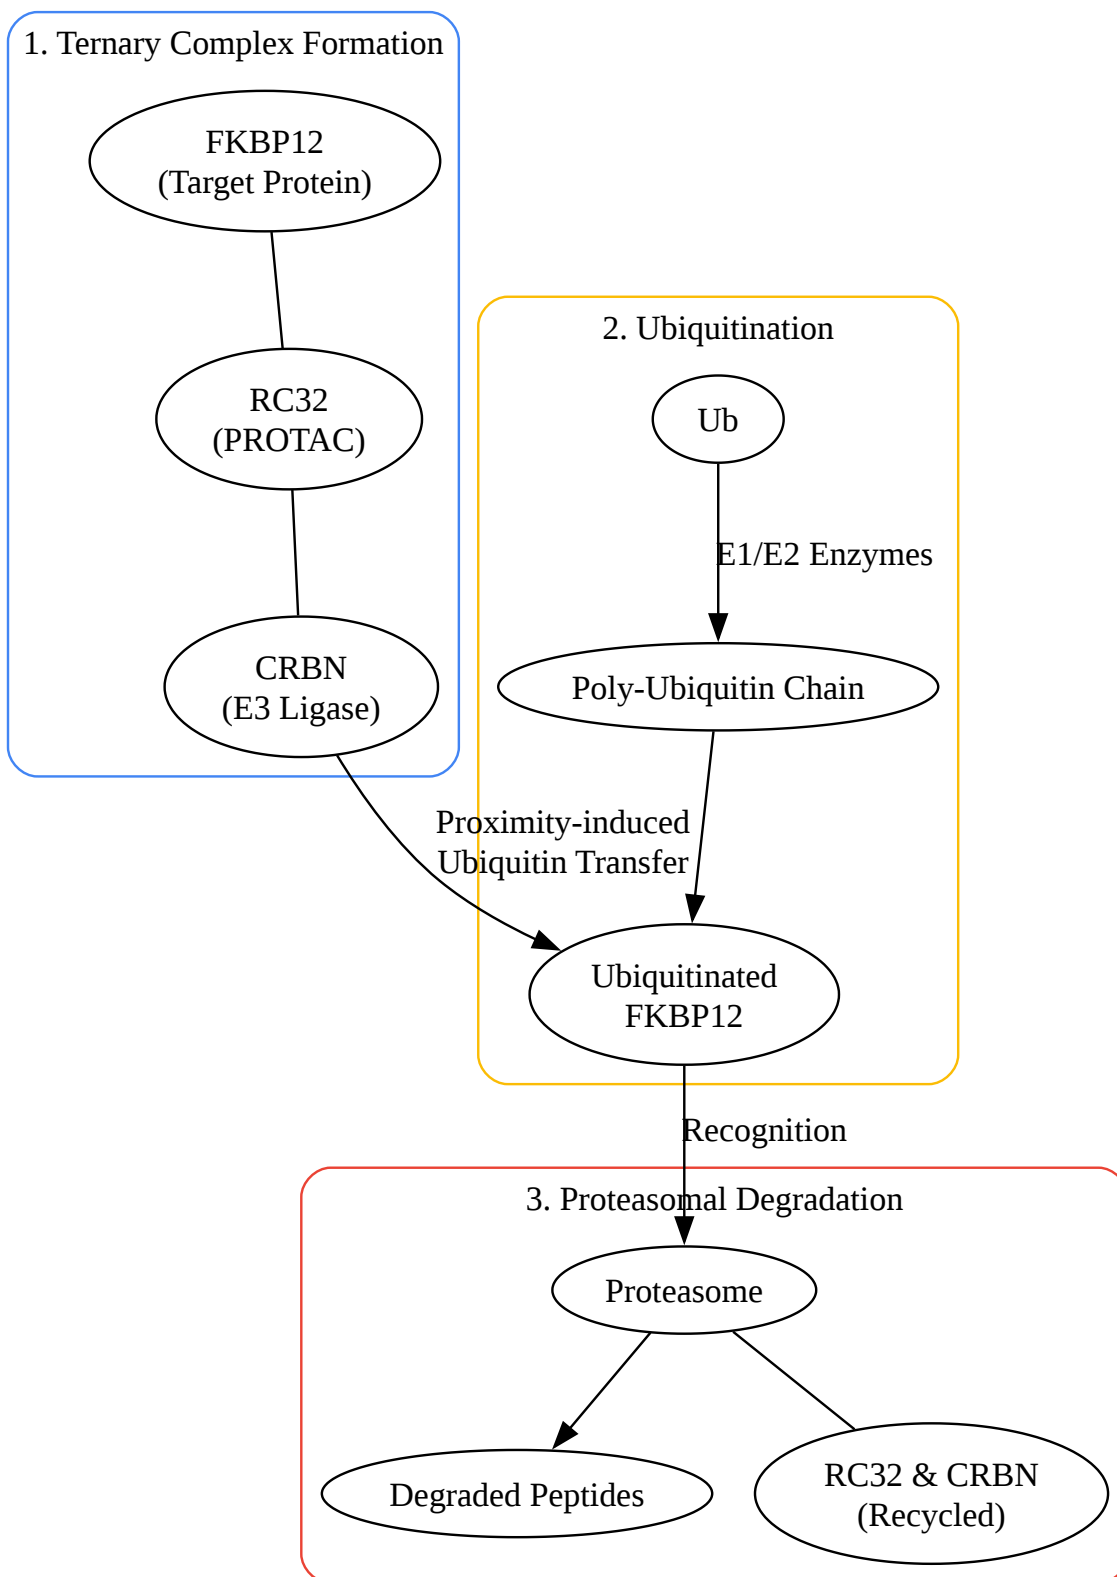 1. Ternary Complex Formation
FKBP12
(Target Protein)
RC32
(PROTAC)
CRBN
(E3 Ligase)
2. Ubiquitination
Ub
E1/E2 Enzymes
Poly-Ubiquitin Chain
Proximity-induced
Ubiquitin Transfer
Ubiquitinated
FKBP12
Recognition
3. Proteasomal Degradation
Proteasome
Degraded Peptides
RC32 & CRBN
(Recycled)